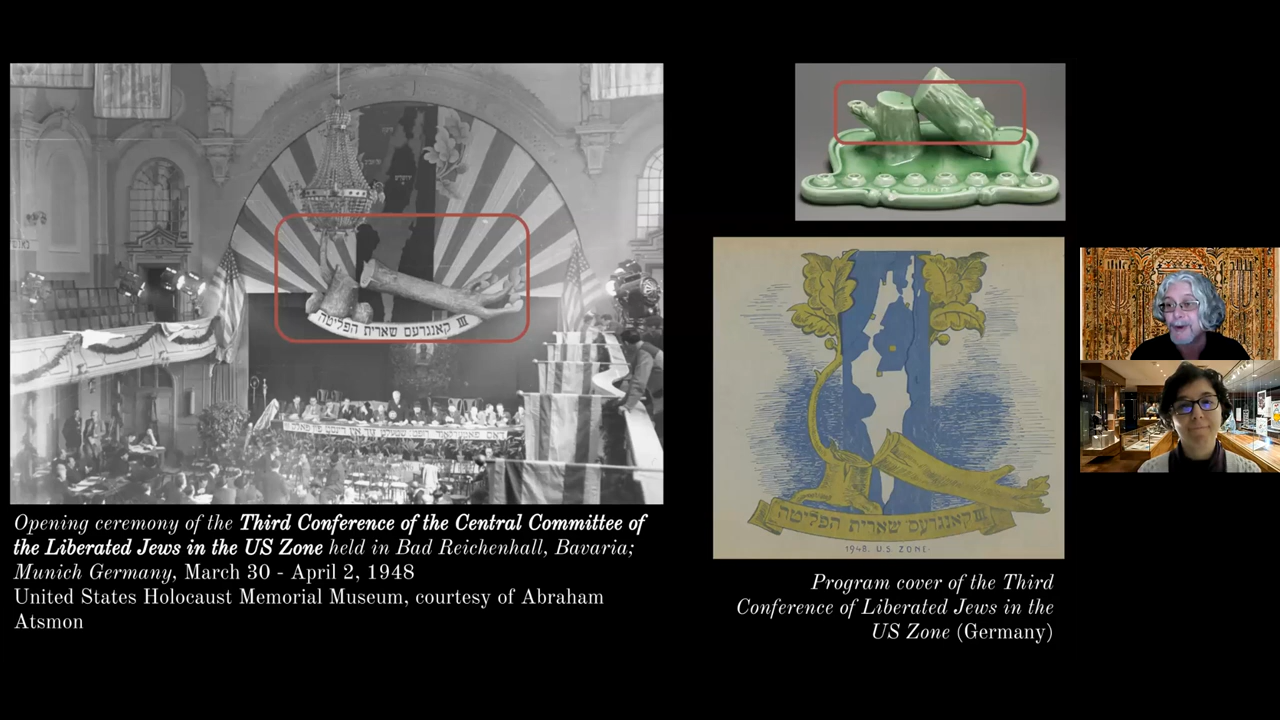 III קאנגרעס שארית הפליטה
Opening ceremony of the Third Conference of the Central Committee of
the Liberated Jews in the US Zone held in Bad Reichenhall, Bavaria;
Munich Germany, March 30 - April 2, 1948
United States Holocaust Memorial Museum, courtesy of Abraham
Atsmon
III קאנגרעס שארית הפליטה
1948. U.S. ZONE.
Program cover of the Third
Conference of Liberated Jews in the
US Zone (Germany)